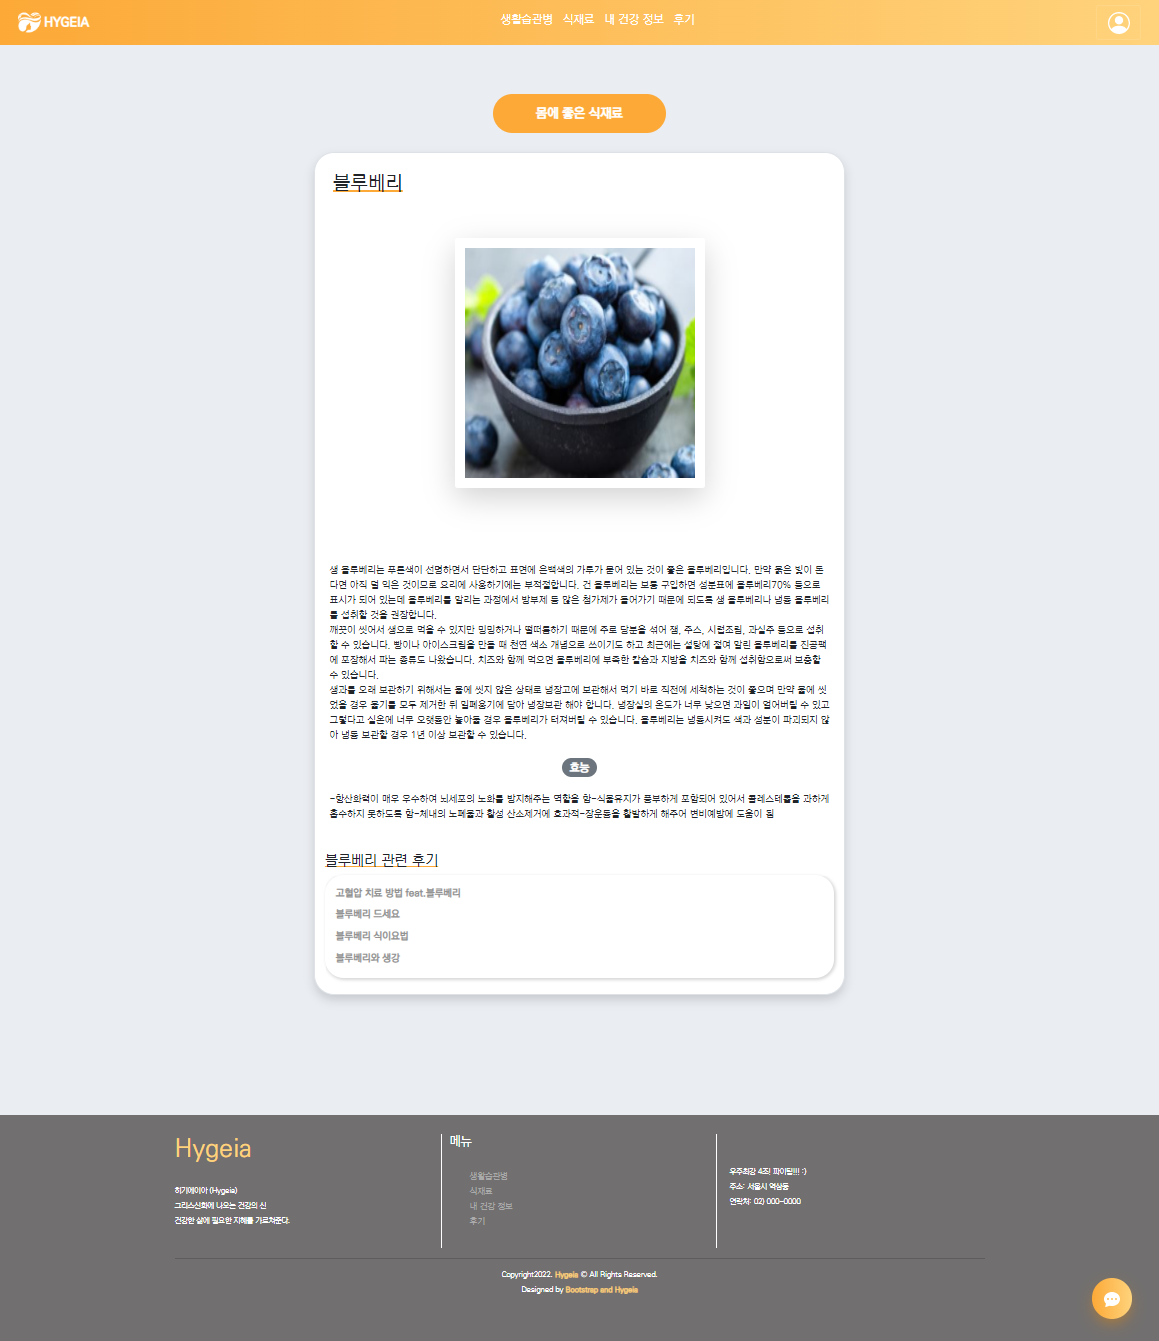 HYGEIA
생활습관병 식재료 내 건강 정보 후기
몸에 좋은 식재료
블루베리
생 블루베리는 푸른색이 선명하면서 단단하고 표면에 은백색의 가루가 묻어 있는 것이 좋은 블루베리입니다. 만약 붉은 빛이 돈
다면 아직 덜 익은 것이므로 요리에 사용하기에는 부적절합니다. 건 블루베리는 보통 구입하면 성분표에 블루베리70% 등으로
표시가 되어 있는데 블루베리를 말리는 과정에서 방부제 등 많은 첨가제가 들어가기 때문에 되도록 생 블루베리나 냉동 블루베리
를 섭취할 것을 권장합니다.
깨끗이 씻어서 생으로 먹을 수 있지만 밍밍하거나 떨떠름하기 때문에 주로 당분을 섞어 잼, 주스, 시럽조림, 과실주 등으로 섭취
할 수 있습니다. 빵이나 아이스크림을 만들 때 천연 색소 개념으로 쓰이기도 하고 최근에는 설탕에 절여 말린 블루베리를 진공팩
에 포장해서 파는 종류도 나왔습니다. 치즈와 함께 먹으면 블루베리에 부족한 칼슘과 지방을 치즈와 함께 섭취함으로써 보충할
수 있습니다.
생과를 오래 보관하기 위해서는 물에 씻지 않은 상태로 냉장고에 보관해서 먹기 바로 직전에 세척하는 것이 좋으며 만약 물에 씻
었을 경우 물기를 모두 제거한 뒤 밀폐용기에 담아 냉장보관 해야 합니다. 냉장실의 온도가 너무 낮으면 과일이 얼어버릴 수 있고
그렇다고 실온에 너무 오랫동안 놓아둘 경우 블루베리가 터져버릴 수 있습니다. 블루베리는 냉동시켜도 색과 성분이 파괴되지 않
아 냉동 보관할 경우 1년 이상 보관할 수 있습니다.
효능
-항산화력이 매우 우수하여 뇌세포의 노화를 방지해주는 역할을 함-식물유지가 풍부하게 포함되어 있어서 콜레스테롤을 과하게
흡수하지 못하도록 함-체내의 노폐물과 활성 산소제거에 효과적-장운동을 활발하게 해주어 변비예방에 도움이 됨
블루베리 관련 후기
고혈압 치료 방법 feat.블루베리
블루베리 드세요
블루베리 식이요법
블루베리와 생강
Hygeia
히기에이아 (Hygeia)
그리스신화에 나오는 건강의 신
건강한 삶에 필요한 지혜를 가르쳐준다.
메뉴
생활습관병
식재료
내 건강 정보
후기
우주최강 4조! 파이팅!!! :)
주소: 서울시 역삼동
연락처: 02) 000-0000
Copyright2022. Hygeia © All Rights Reserved.
Designed by Bootstrap and Hygeia